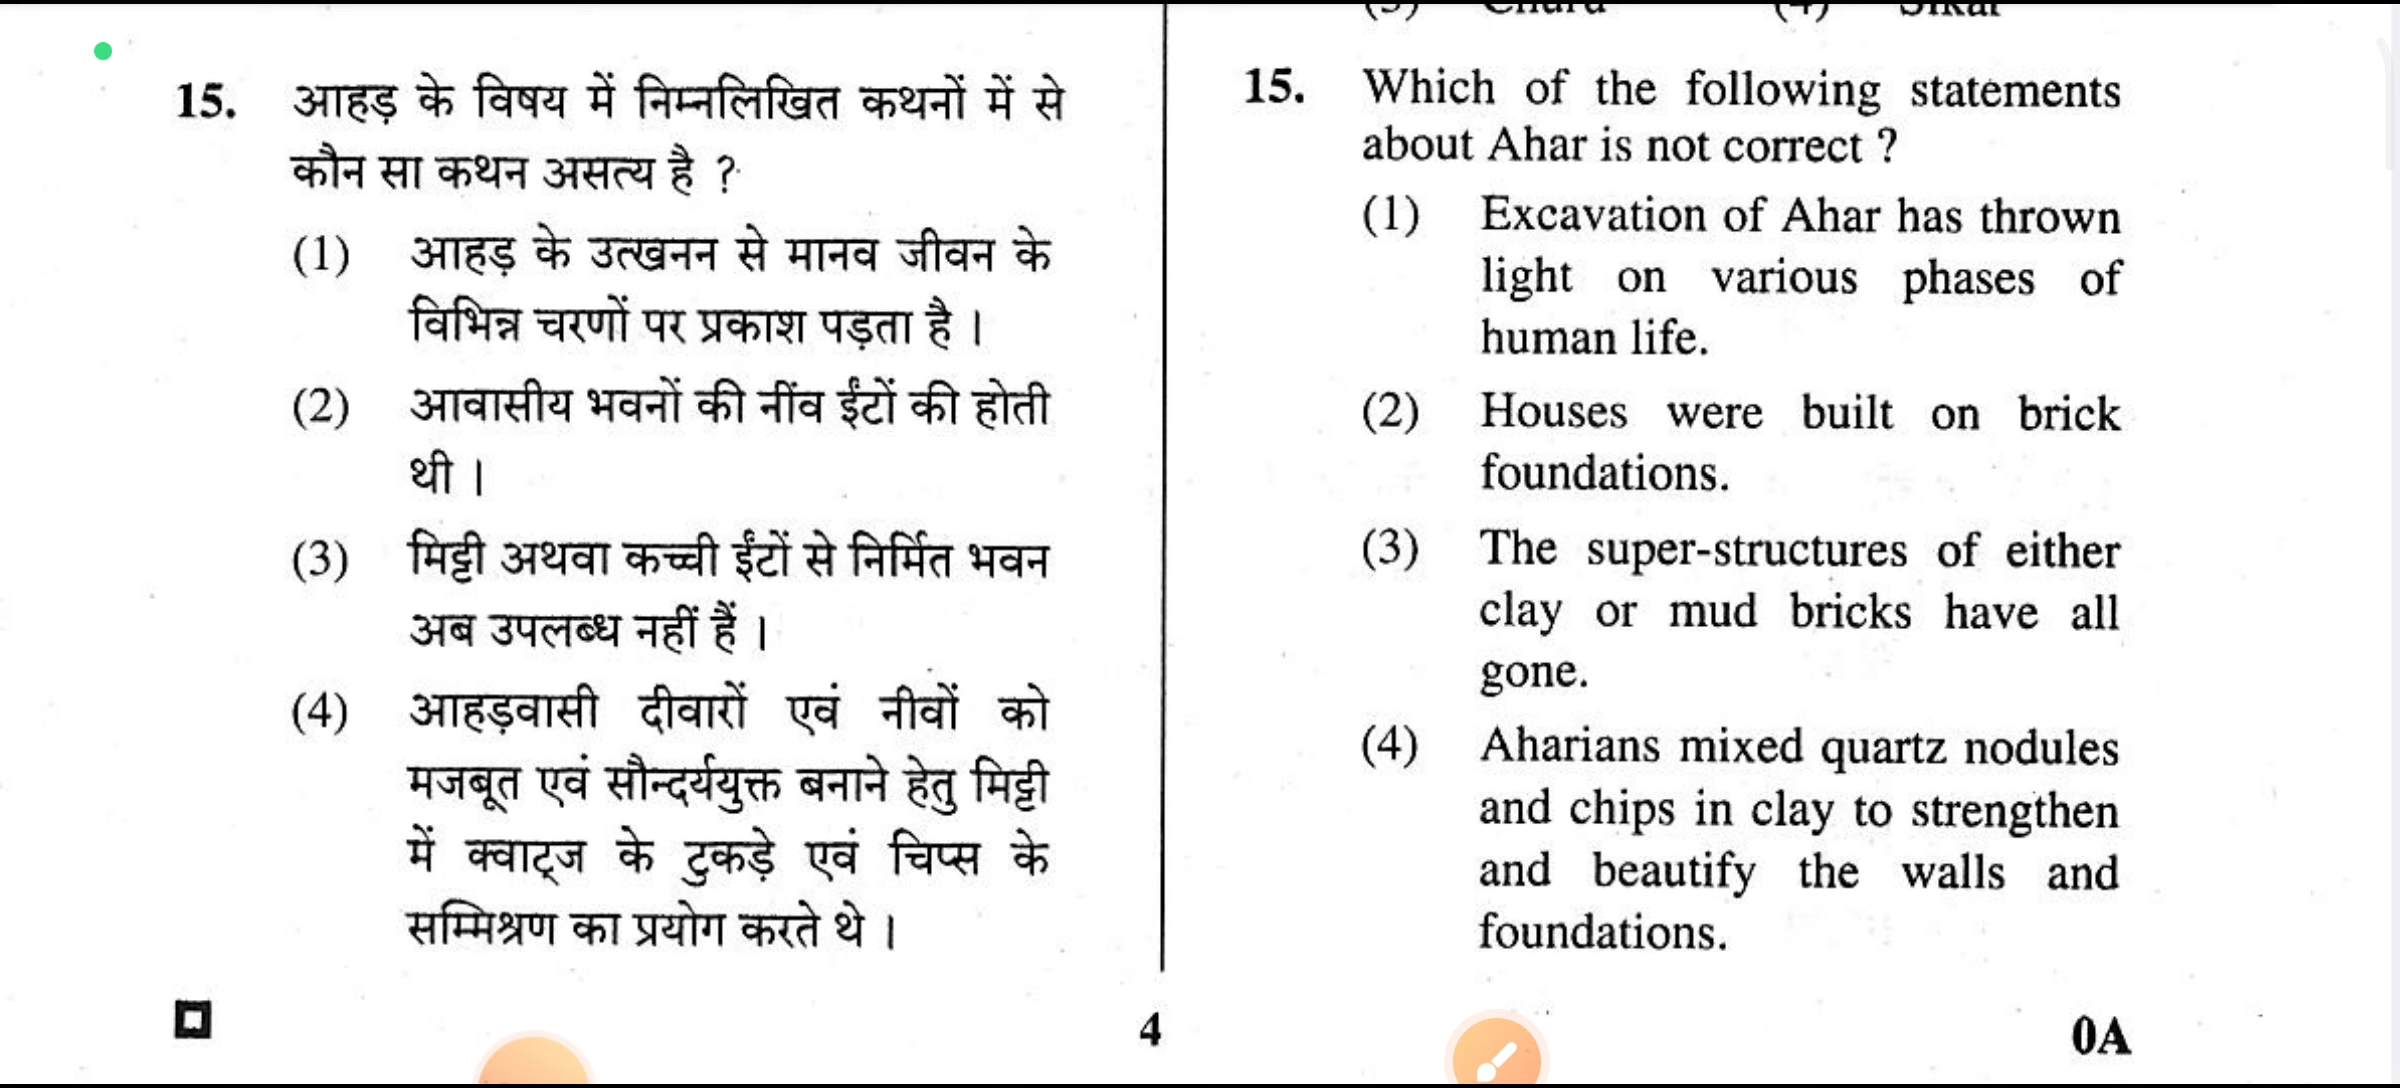 15. आहड़ के विषय में निम्नलिखित कथनों में से
कौन सा कथन असत्य है ?
(1) आहड़ के उत्खनन से मानव जीवन के
विभिन्न चरणों पर प्रकाश पड़ता है ।
(2) आवासीय भवनों की नींव ईंटों की होती
थी ।
(3) मिट्टी अथवा कच्ची ईंटों से निर्मित भवन
अब उपलब्ध नहीं हैं ।
(4) आहड़वासी दीवारों एवं नीवों को
मजबूत एवं सौन्दर्ययुक्त बनाने हेतु मिट्टी
में क्वाट्ज के टुकड़े एवं चिप्स के
सम्मिश्रण का प्रयोग करते थे ।
(3) Churu (4) Sikar
15. Which of the following statements
about Ahar is not correct ?
(1) Excavation of Ahar has thrown
light on various phases of
human life.
(2) Houses were built on brick
foundations.
(3) The super-structures of either
clay or mud bricks have all
gone.
(4) Aharians mixed quartz nodules
and chips in clay to strengthen
and beautify the walls and
foundations.
4
0A